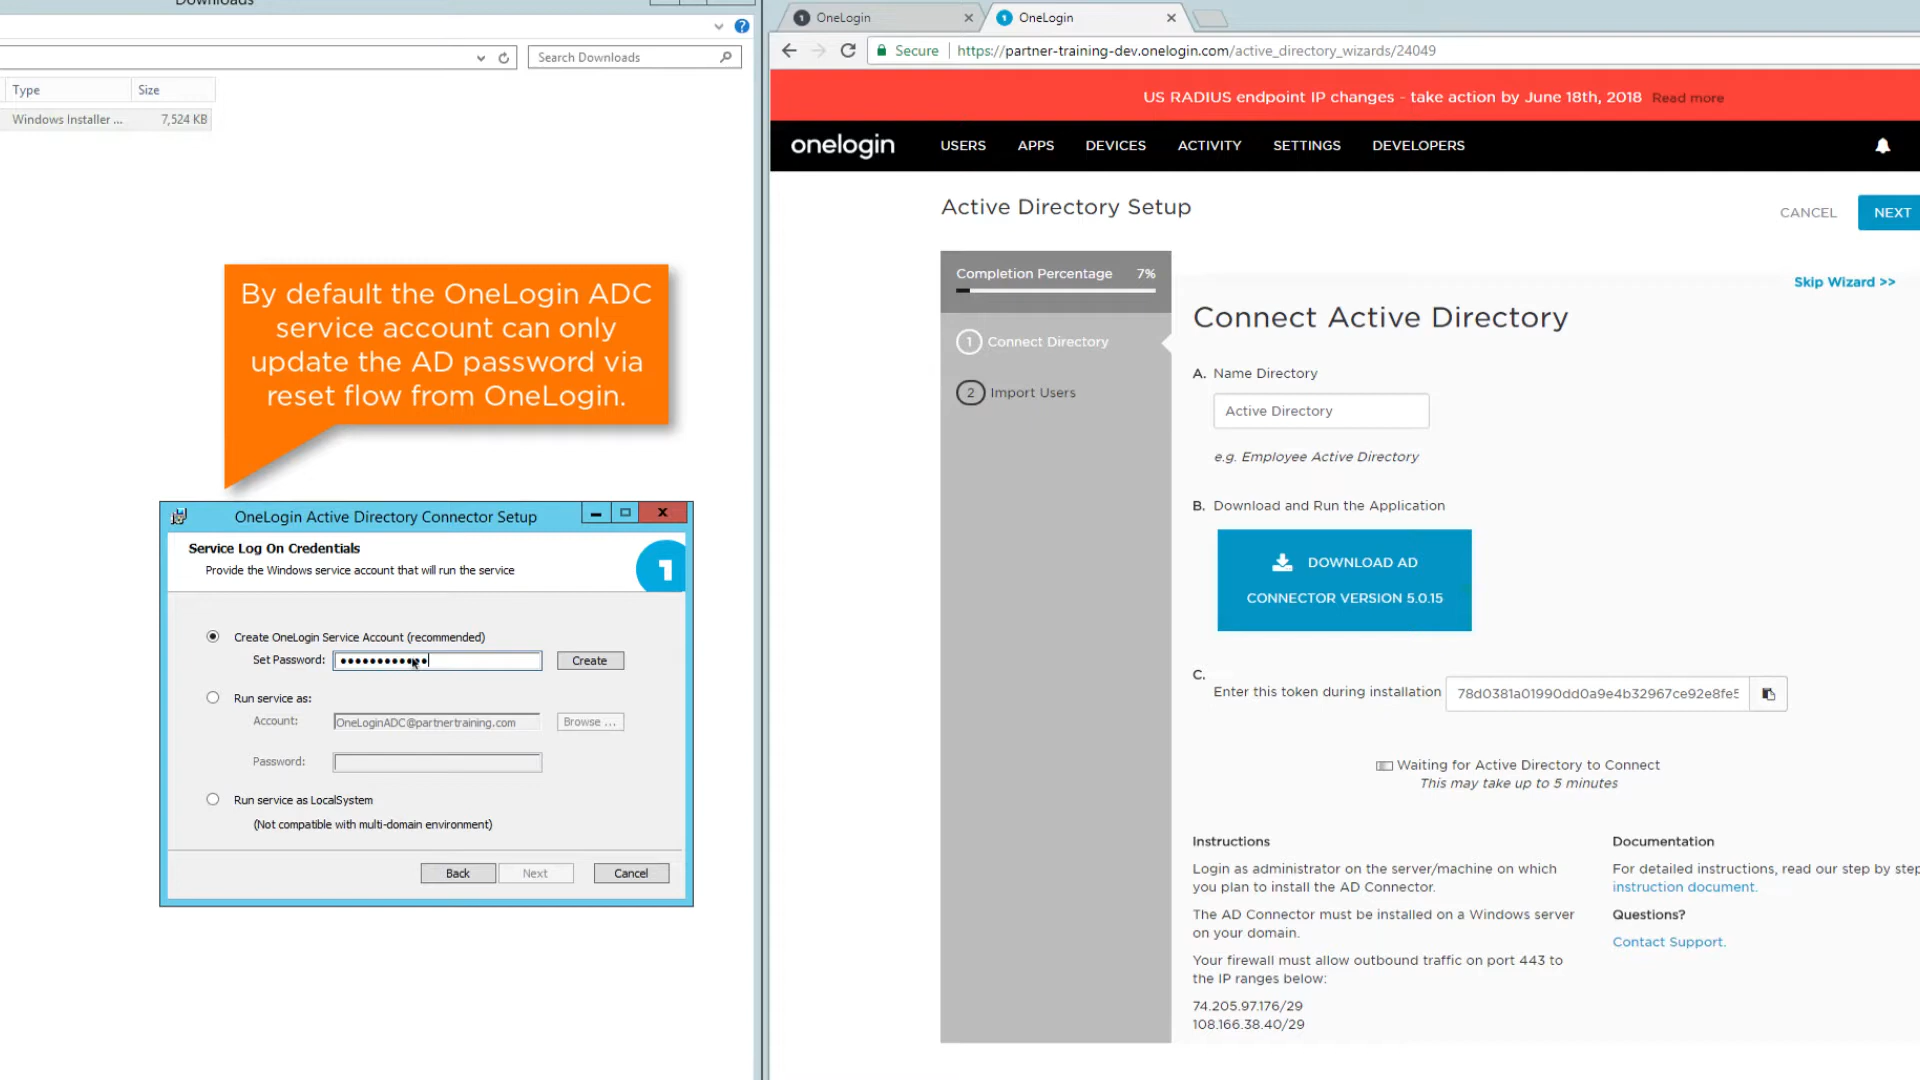 Downloads
Search Downloads
Type
Size
Windows Installer ...
7,524 KB
By default the OneLogin ADC
service account can only
update the AD password via
reset flow from OneLogin.
OneLogin Active Directory Connector Setup
Service Log On Credentials
Provide the Windows service account that will run the service
Create OneLogin Service Account (recommended)
Set Password:
Create
Run service as:
Account:
OneLoginADC@partnertraining.com
Browse ...
Password:
Run service as LocalSystem
(Not compatible with multi-domain environment)
Back
Next
Cancel
OneLogin
OneLogin
Secure
https://partner-training-dev.onelogin.com/active_directory_wizards/24049
US RADIUS endpoint IP changes - take action by June 18th, 2018 Read more
onelogin
USERS
APPS
DEVICES
ACTIVITY
SETTINGS
DEVELOPERS
Active Directory Setup
CANCEL
NEXT
Completion Percentage 7%
1 Connect Directory
2 Import Users
Skip Wizard >>
Connect Active Directory
A. Name Directory
Active Directory
e.g. Employee Active Directory
B. Download and Run the Application
DOWNLOAD AD
CONNECTOR VERSION 5.0.15
C.
Enter this token during installation
78d0381a01990dd0a9e4b32967ce92e8fe5
Waiting for Active Directory to Connect
This may take up to 5 minutes
Instructions
Login as administrator on the server/machine on which
you plan to install the AD Connector.
The AD Connector must be installed on a Windows server
on your domain.
Your firewall must allow outbound traffic on port 443 to
the IP ranges below:
74.205.97.176/29
108.166.38.40/29
Documentation
For detailed instructions, read our step by step
instruction document.
Questions?
Contact Support.